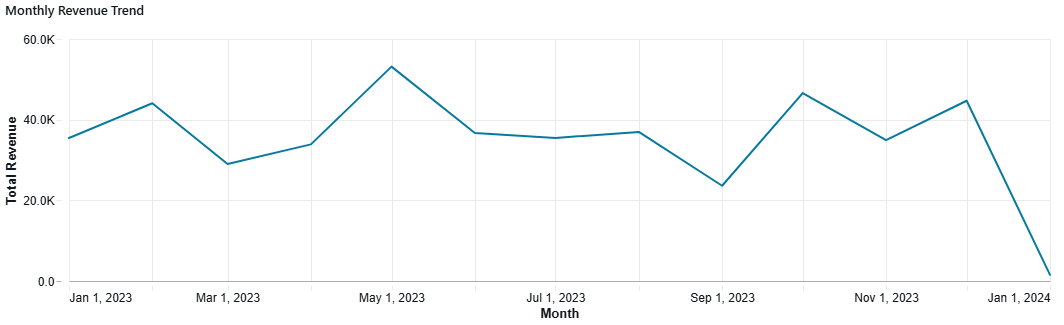 Monthly Revenue Trend
60.0K
40.0K
20.0K
0.0
Total Revenue
Jan 1, 2023 Mar 1, 2023 May 1, 2023 Jul 1, 2023 Sep 1, 2023 Nov 1, 2023 Jan 1, 2024
Month